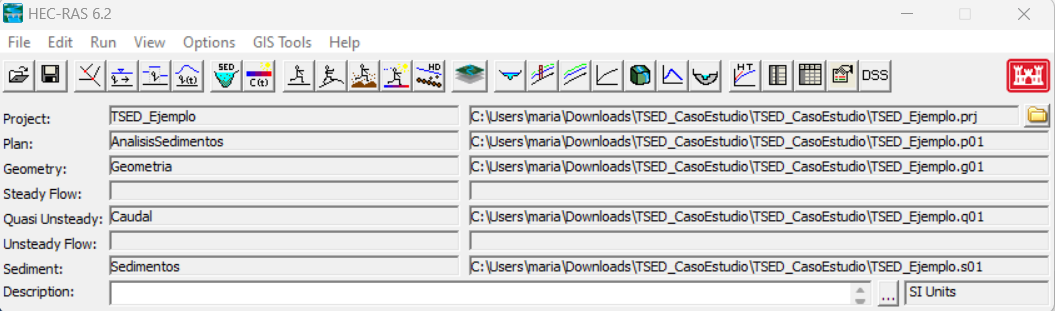 HEC-RAS 6.2
File Edit Run View Options GIS Tools Help
SED C(t) HD H.T. DSS
Project: TSED_Ejemplo C:\Users\maria\Downloads\TSED_CasoEstudio\TSED_CasoEstudio\TSED_Ejemplo.prj
Plan: AnalisisSedimentos C:\Users\maria\Downloads\TSED_CasoEstudio\TSED_CasoEstudio\TSED_Ejemplo.p01
Geometry: Geometria C:\Users\maria\Downloads\TSED_CasoEstudio\TSED_CasoEstudio\TSED_Ejemplo.g01
Steady Flow:
Quasi Unsteady: Caudal C:\Users\maria\Downloads\TSED_CasoEstudio\TSED_CasoEstudio\TSED_Ejemplo.q01
Unsteady Flow:
Sediment: Sedimentos C:\Users\maria\Downloads\TSED_CasoEstudio\TSED_CasoEstudio\TSED_Ejemplo.s01
Description: ... SI Units